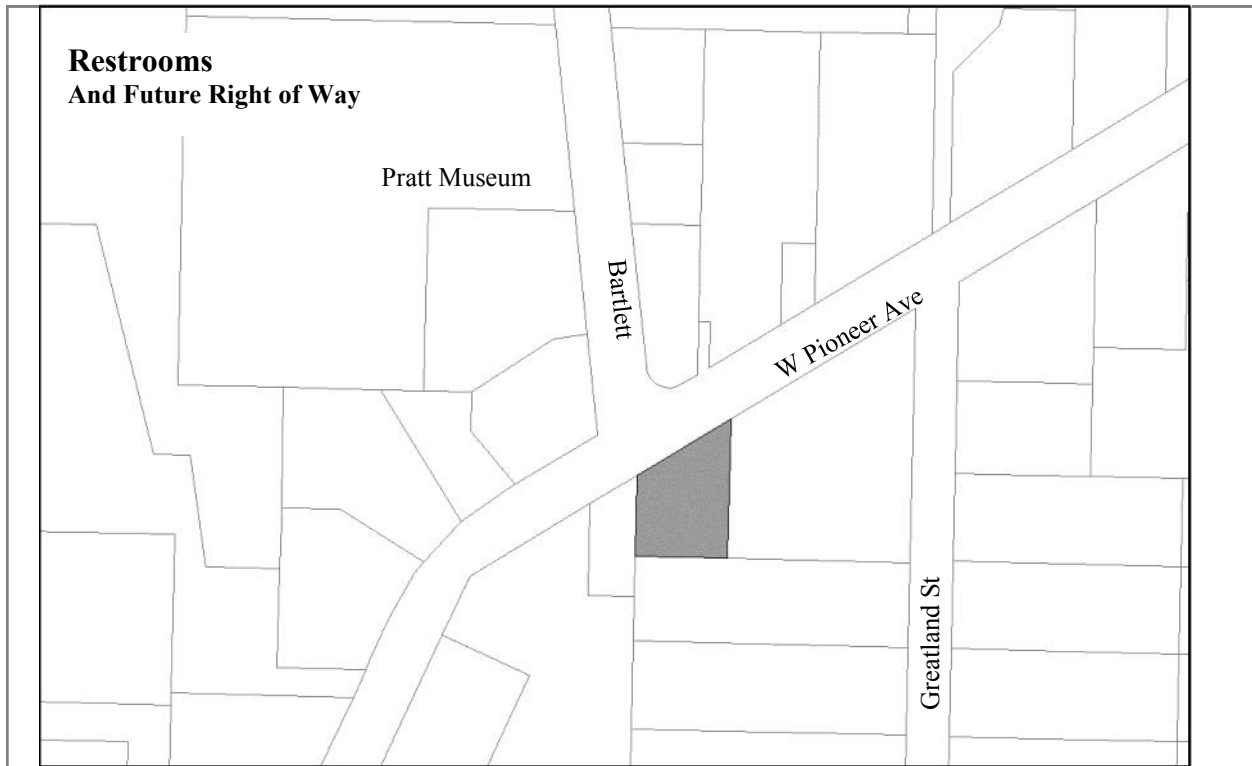 Restrooms
And Future Right of Way
Pratt Museum
Bartlett
W Pioneer Ave
Greatland St